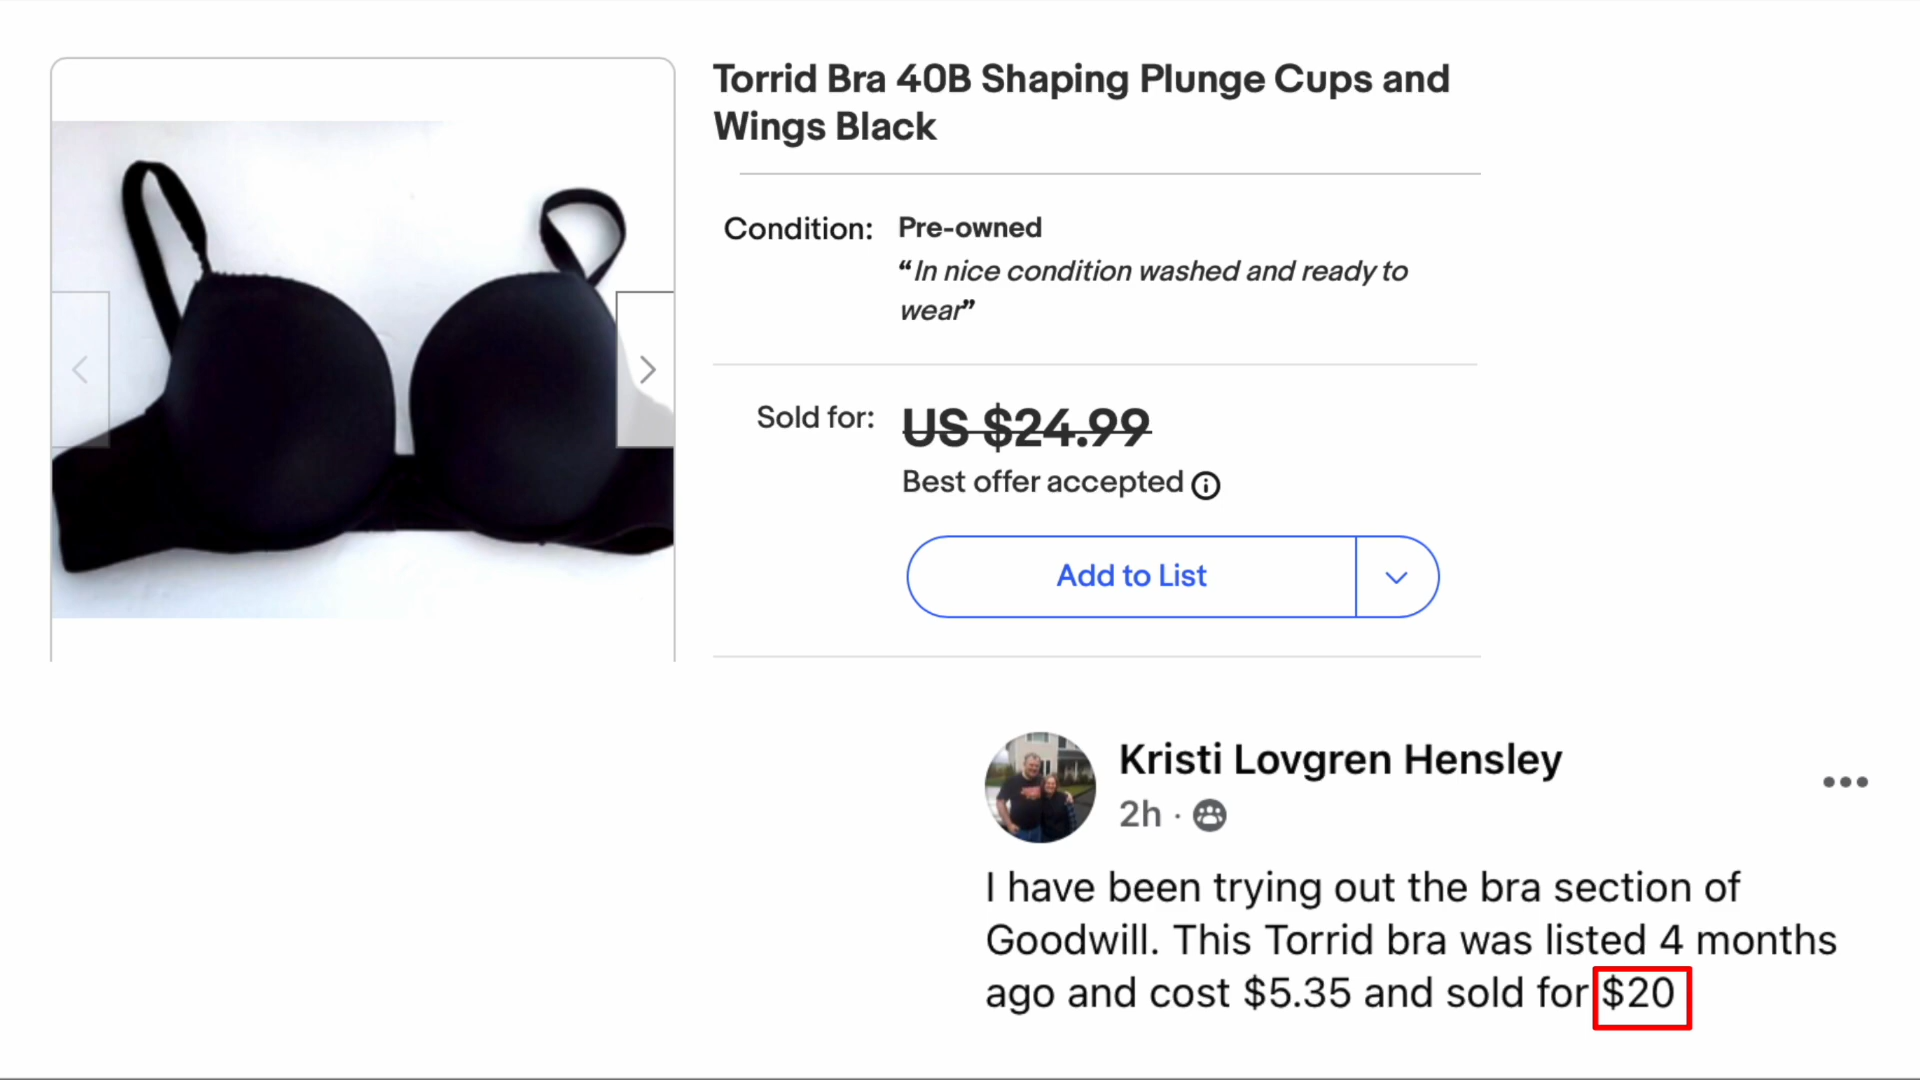 Torrid Bra 40B Shaping Plunge Cups and
Wings Black
Condition: Pre-owned
“In nice condition washed and ready to
wear”
Sold for: US $24.99
Best offer accepted
Add to List
Kristi Lovgren Hensley
2h ·
I have been trying out the bra section of
Goodwill. This Torrid bra was listed 4 months
ago and cost $5.35 and sold for $20